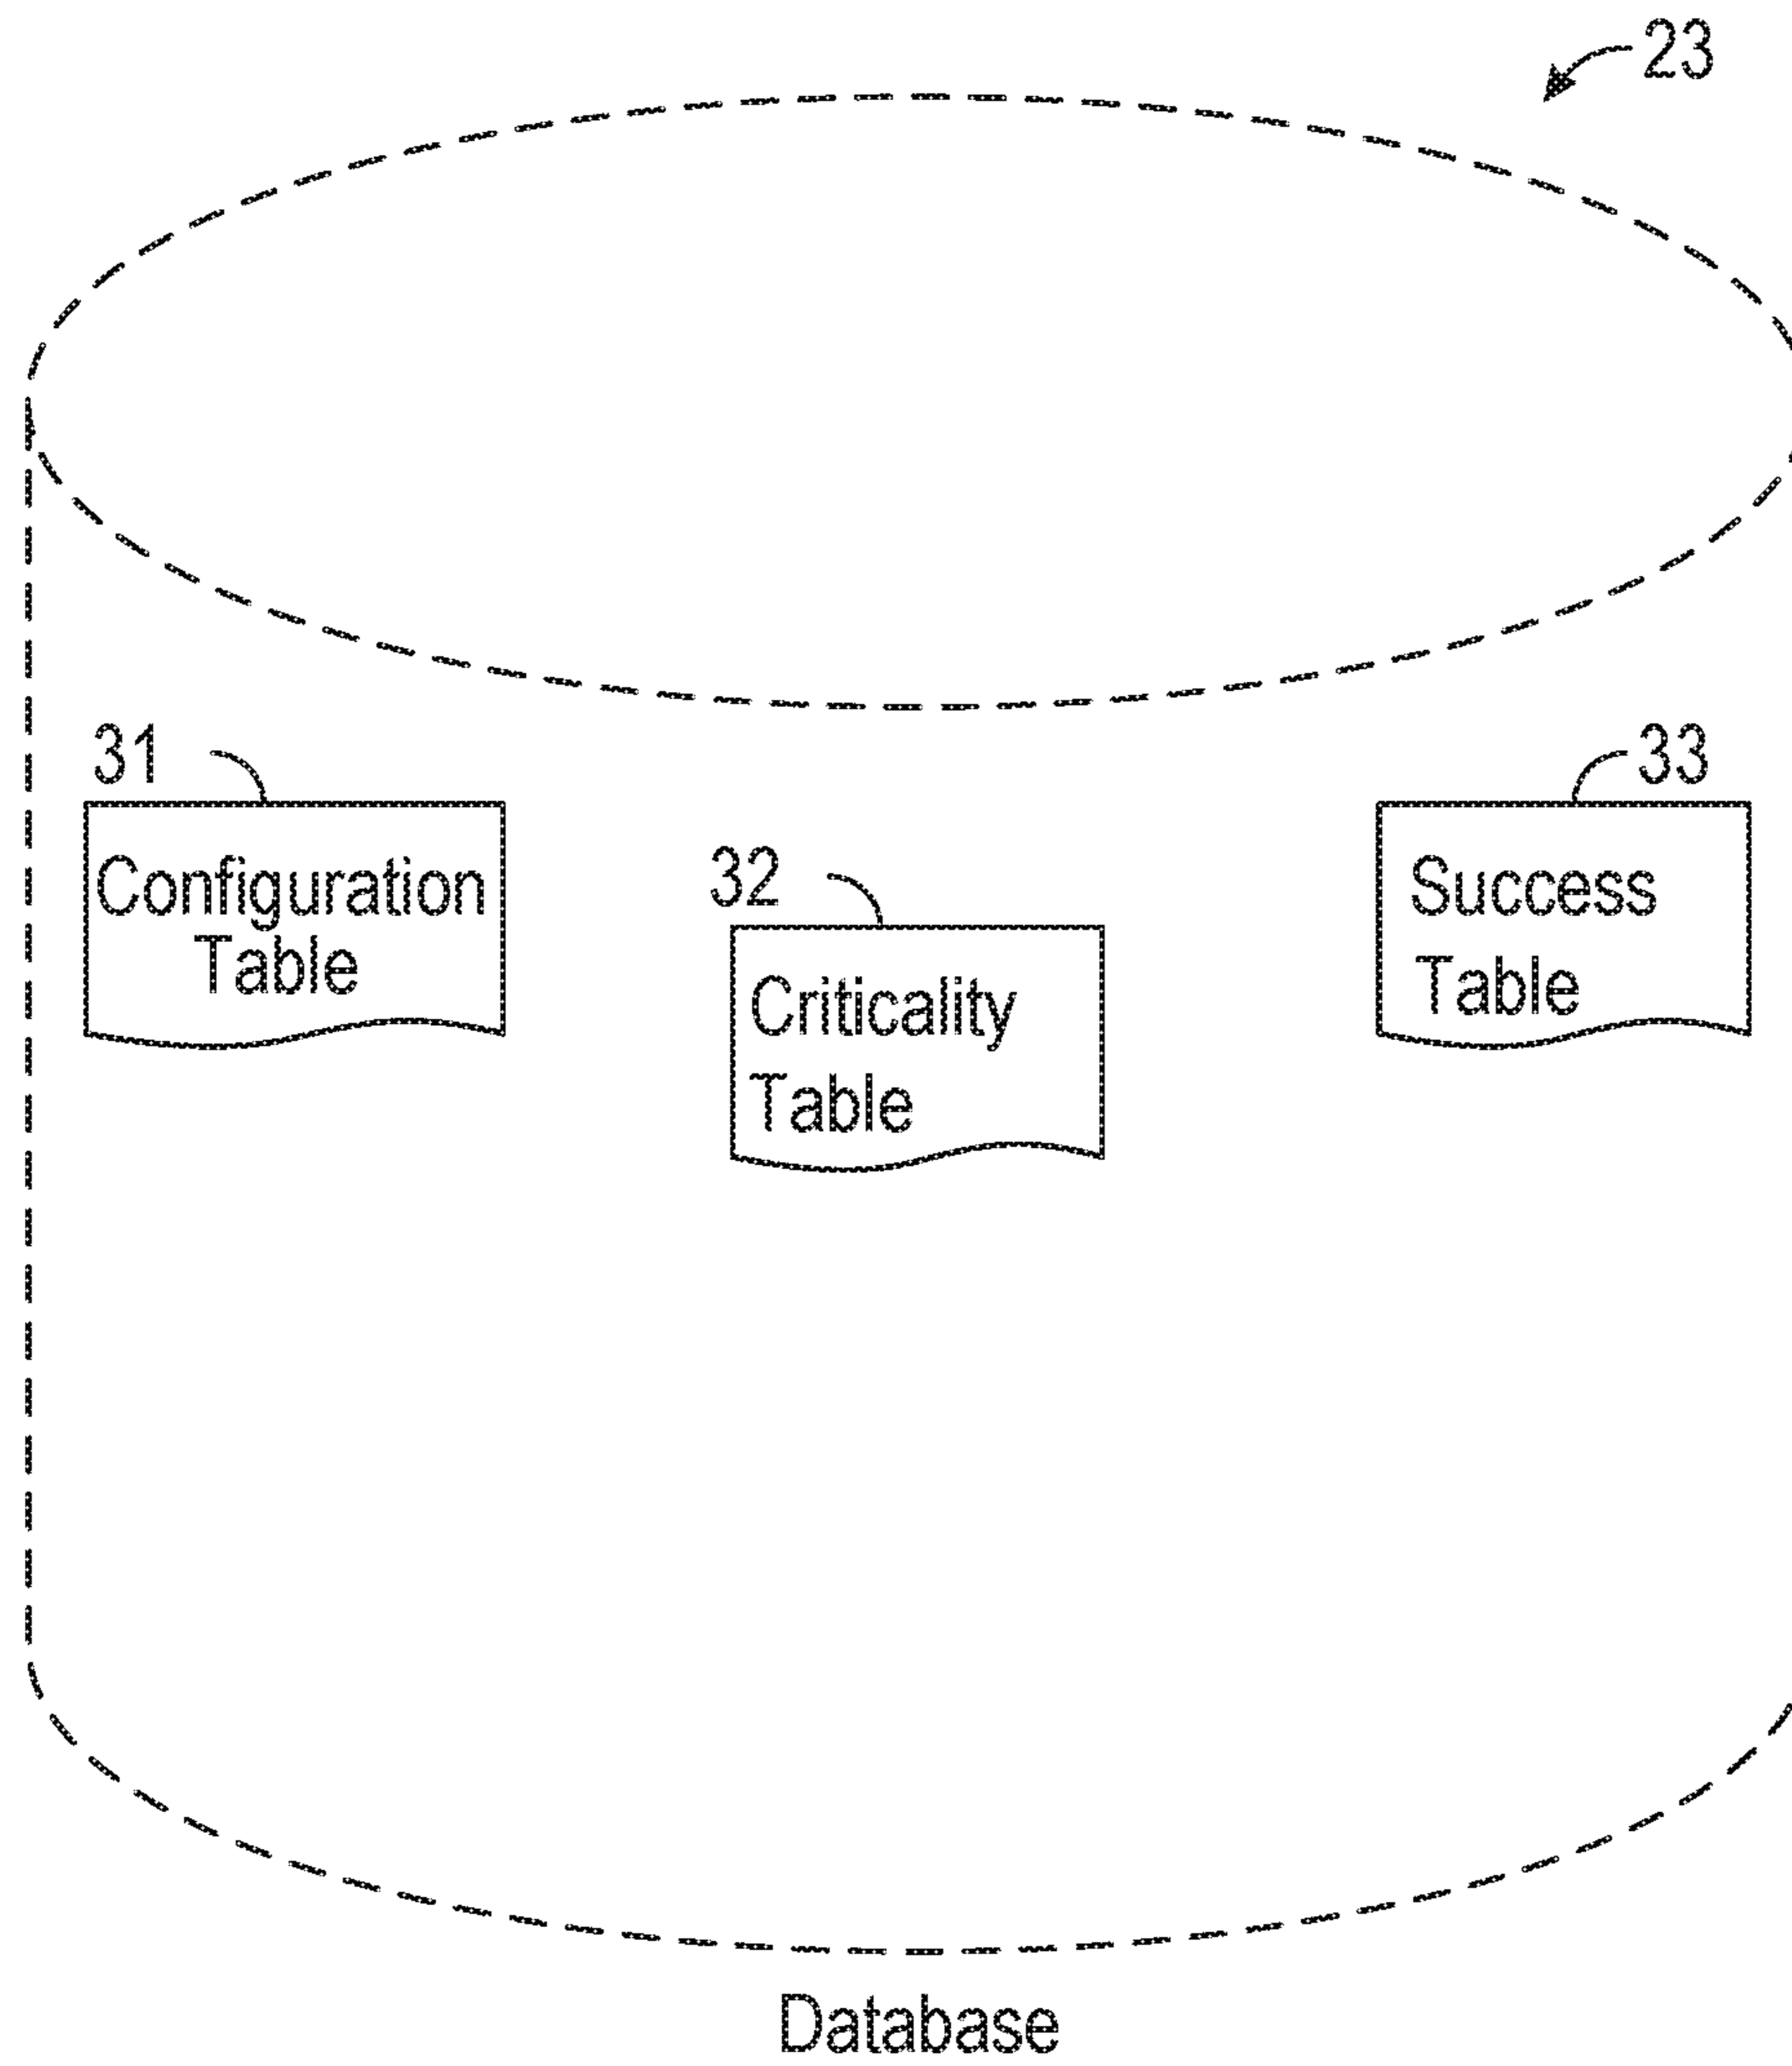 23
31
Configuration
Table
32
Criticality
Table
33
Success
Table
Database